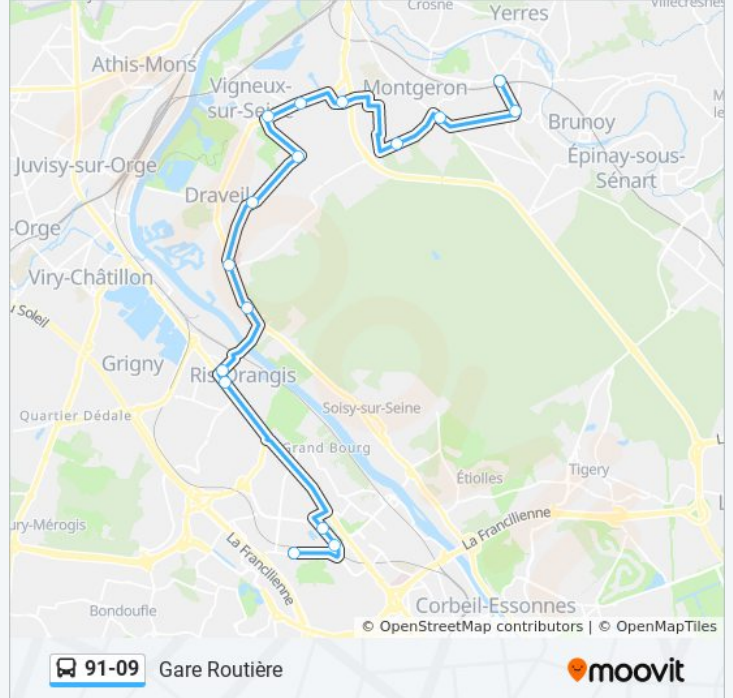 Crosne
Villecresnes
Yerres
Athis-Mons
Vigneux-
sur-Sei
Montgeron
Brunoy
Épinay-sous-
Sénart
Juvisy-sur-Orge
Draveil
-Orge
Viry-Châtillon
u Soleil
Grigny
Ris-Orangis
Quartier Dédale
Soisy-sur-Seine
Grand Bourg
Étiolles
Tigery
ury-Mérogis
La Francilienne
La Francilienne
Bondoufle
Corbeil-Essonnes
© OpenStreetMap contributors | © OpenMapTiles
91-09 Gare Routière
moovit